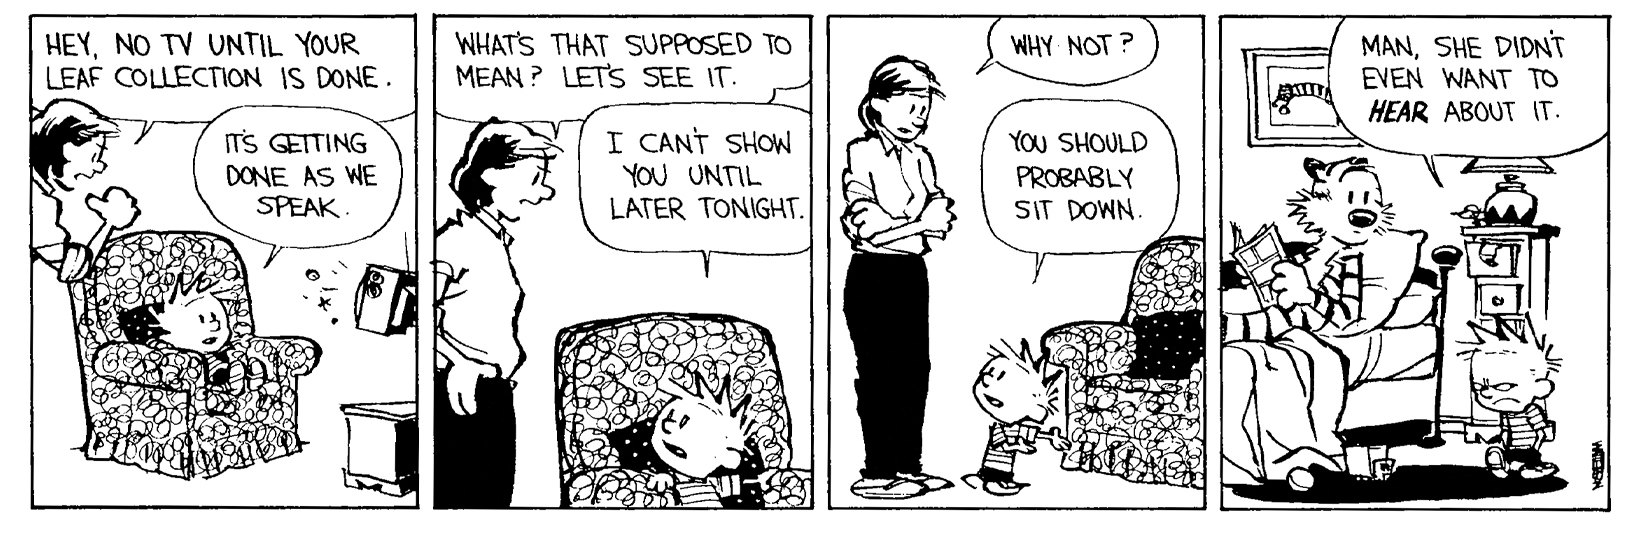 HEY, NO TV UNTIL YOUR
LEAF COLLECTION IS DONE.
IT'S GETTING
DONE AS WE
SPEAK.
WHAT'S THAT SUPPOSED TO
MEAN? LET'S SEE IT.
I CAN'T SHOW
YOU UNTIL
LATER TONIGHT.
WHY NOT?
YOU SHOULD
PROBABLY
SIT DOWN.
MAN, SHE DIDN'T
EVEN WANT TO
HEAR ABOUT IT.
WATTERSON